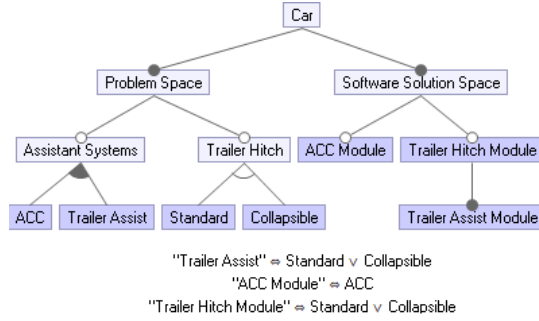 Car
Problem Space Software Solution Space
Assistant Systems Trailer Hitch ACC Module Trailer Hitch Module
ACC Trailer Assist Standard Collapsible Trailer Assist Module
"Trailer Assist" ⇔ Standard ∨ Collapsible
"ACC Module" ⇔ ACC
"Trailer Hitch Module" ⇔ Standard ∨ Collapsible